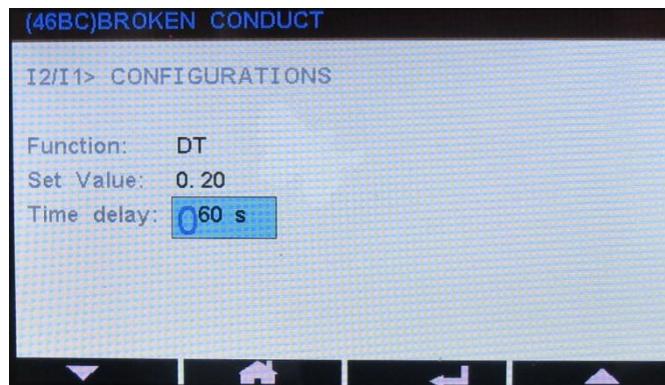 (46BC)BROKEN CONDUCT
I2/I1> CONFIGURATIONS
Function: DT
Set Value: 0.20
Time delay: 060 s